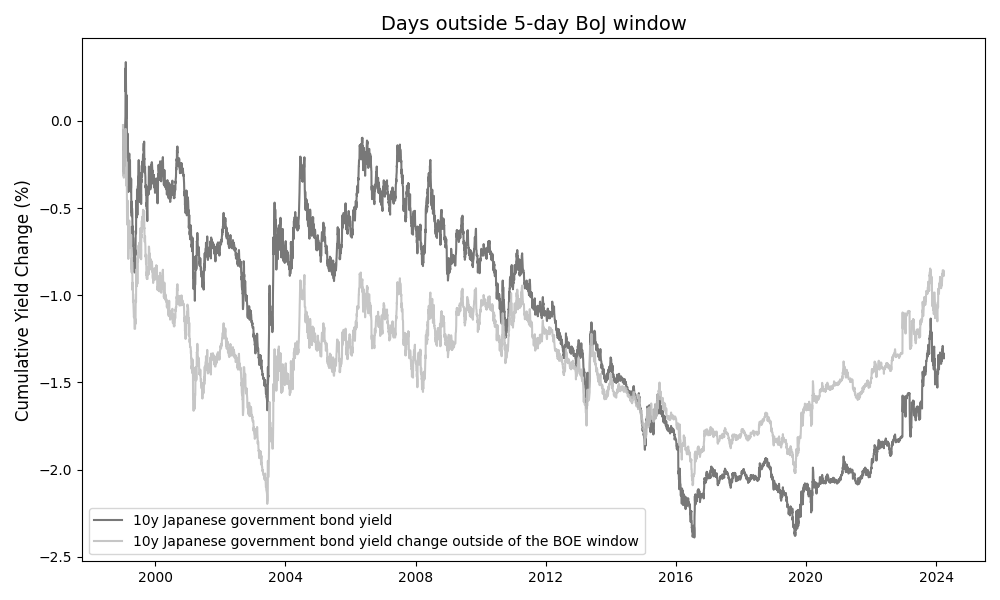 Days outside 5-day BoJ window
Cumulative Yield Change (%)
0.0
−0.5
−1.0
−1.5
−2.0
−2.5
10y Japanese government bond yield
10y Japanese government bond yield change outside of the BOE window
2000 2004 2008 2012 2016 2020 2024